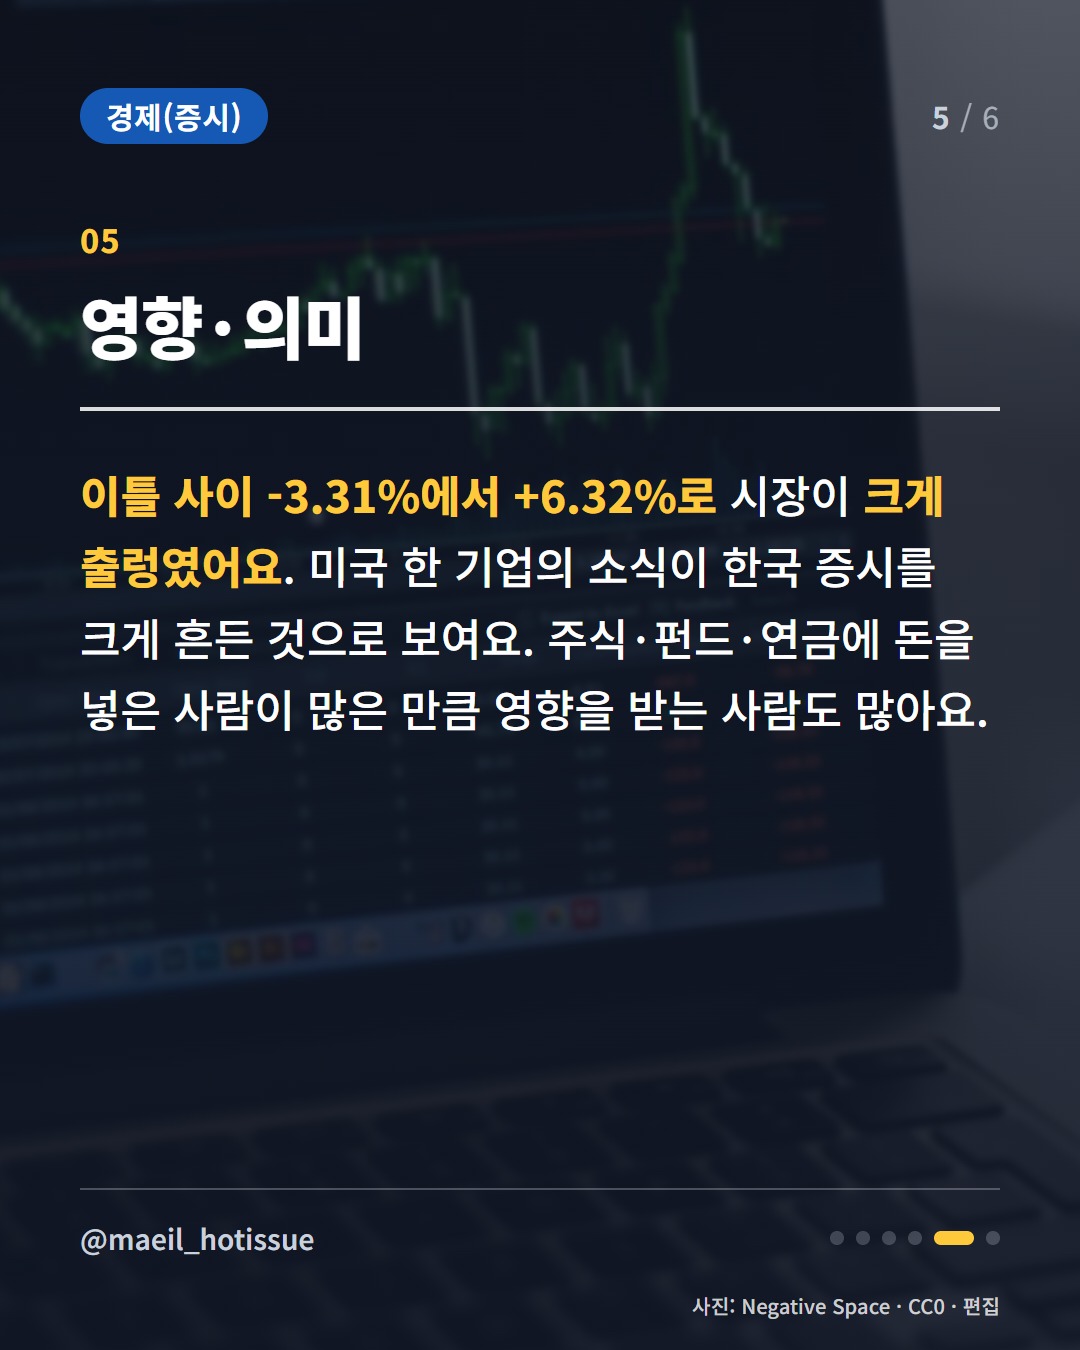 경제(증시)
5 / 6
05
영향·의미
이틀 사이 -3.31%에서 +6.32%로 시장이 크게
출렁였어요. 미국 한 기업의 소식이 한국 증시를
크게 흔든 것으로 보여요. 주식·펀드·연금에 돈을
넣은 사람이 많은 만큼 영향을 받는 사람도 많아요.
@maeil_hotissue
사진: Negative Space · CC0 · 편집